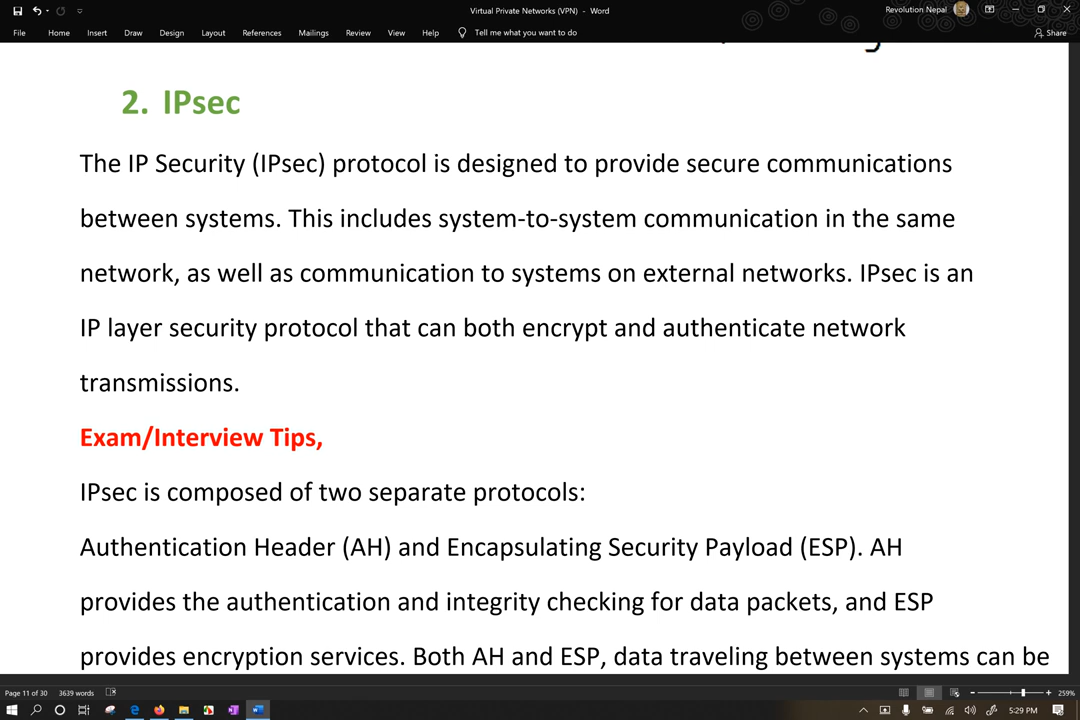 Virtual Private Networks (VPN) - Word
Revolution Nepal
File Home Insert Draw Design Layout References Mailings Review View Help Tell me what you want to do Share
2. IPsec
The IP Security (IPsec) protocol is designed to provide secure communications
between systems. This includes system-to-system communication in the same
network, as well as communication to systems on external networks. IPsec is an
IP layer security protocol that can both encrypt and authenticate network
transmissions.
Exam/Interview Tips,
IPsec is composed of two separate protocols:
Authentication Header (AH) and Encapsulating Security Payload (ESP). AH
provides the authentication and integrity checking for data packets, and ESP
provides encryption services. Both AH and ESP, data traveling between systems can be
Page 11 of 30 3639 words 259%
5:29 PM